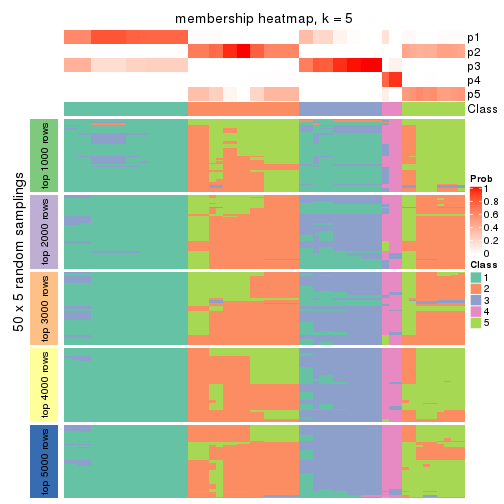 membership heatmap, k = 5
p1
p2
p3
p4
p5
Class
50 x 5 random samplings
top 1000 rows
top 2000 rows
top 3000 rows
top 4000 rows
top 5000 rows
Prob
1
0.8
0.6
0.4
0.2
0
Class
1
2
3
4
5